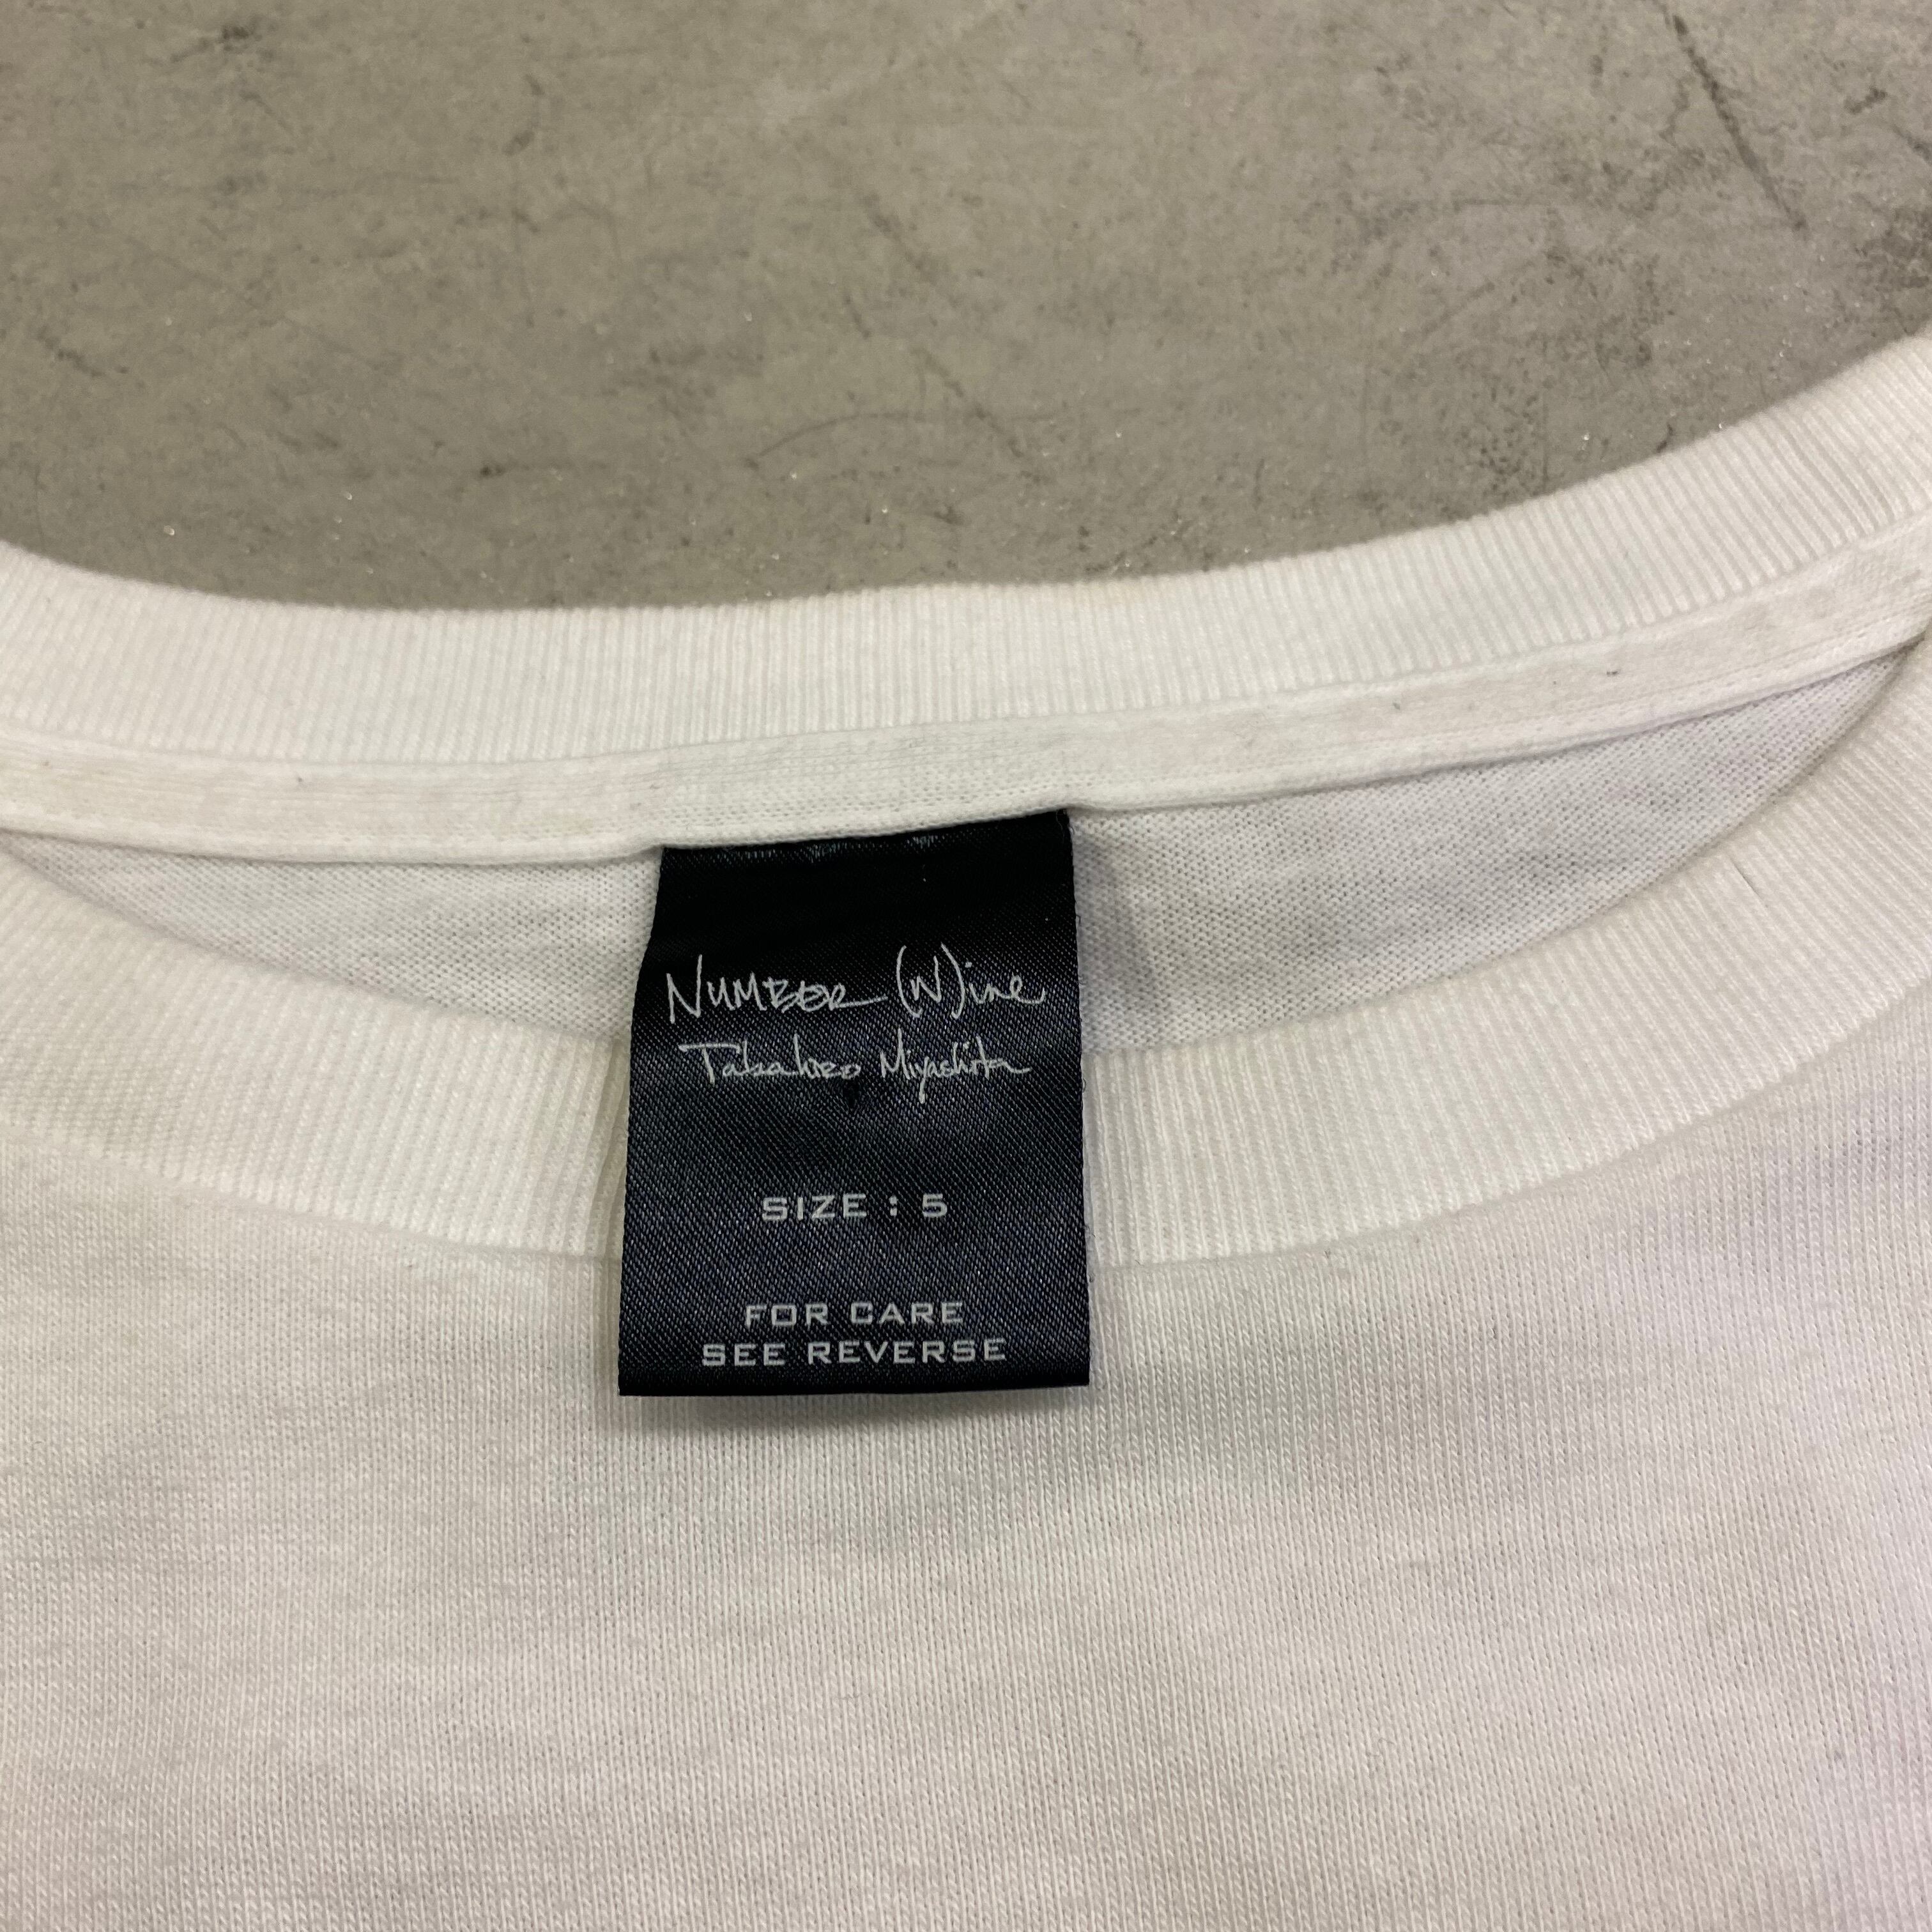 NUMBER (N)ine
Takahiro Miyashita
SIZE : 5
FOR CARE
SEE REVERSE